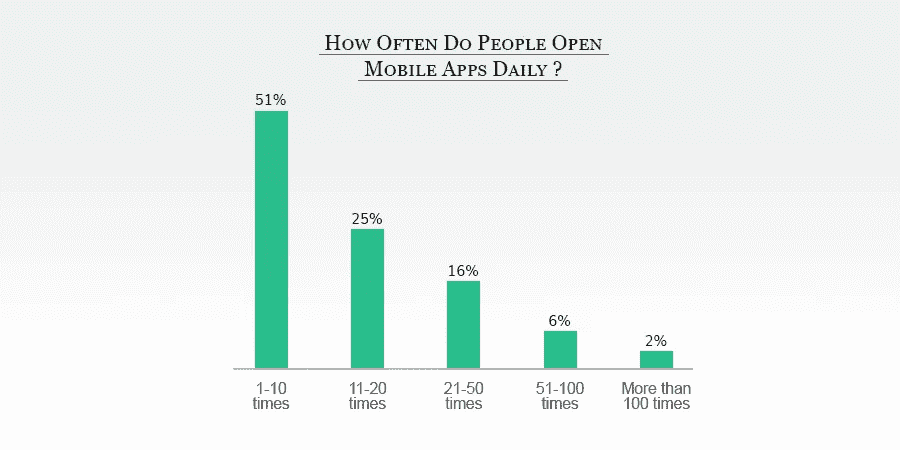 How Often Do People Open
Mobile Apps Daily ?
51%
25%
16%
6%
2%
1-10
times
11-20
times
21-50
times
51-100
times
More than
100 times